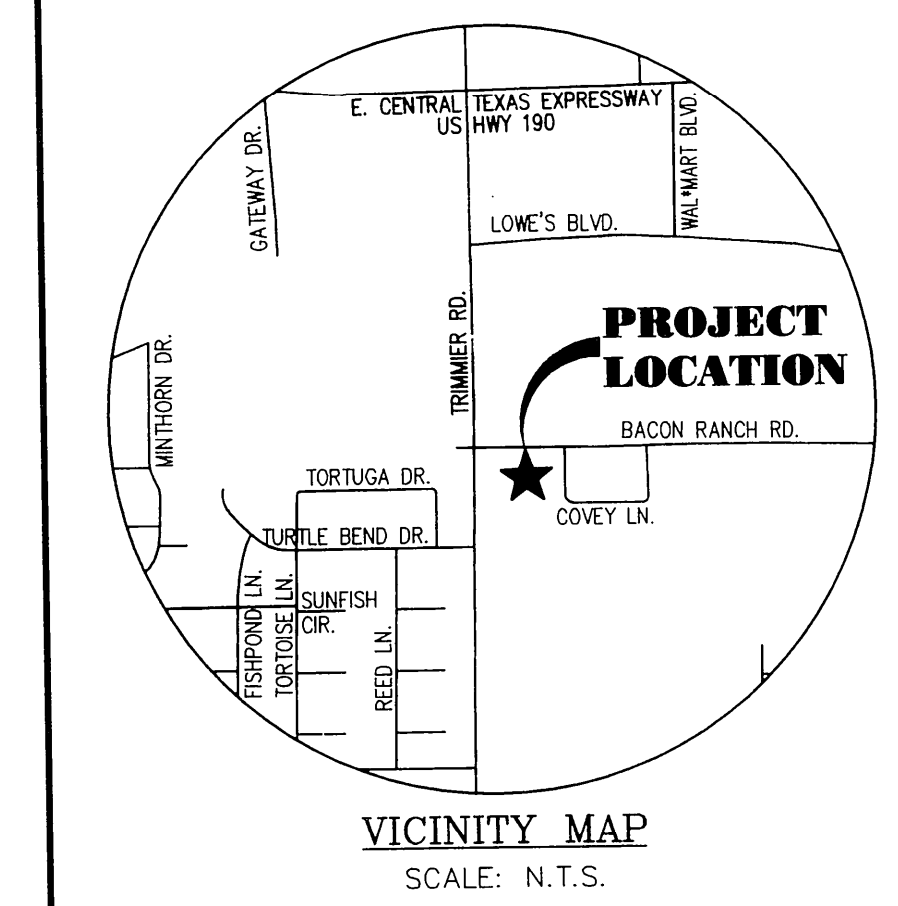 E. CENTRAL TEXAS EXPRESSWAY
US HWY 190
GATEWAY DR.
WAL*MART BLVD.
LOWE'S BLVD.
TRIMMIER RD.
PROJECT
LOCATION
MINTHORN DR.
BACON RANCH RD.
TORTUGA DR.
COVEY LN.
TURTLE BEND DR.
FISHPOND LN.
TORTOISE LN.
SUNFISH
CIR.
REED LN.
VICINITY MAP
SCALE: N.T.S.